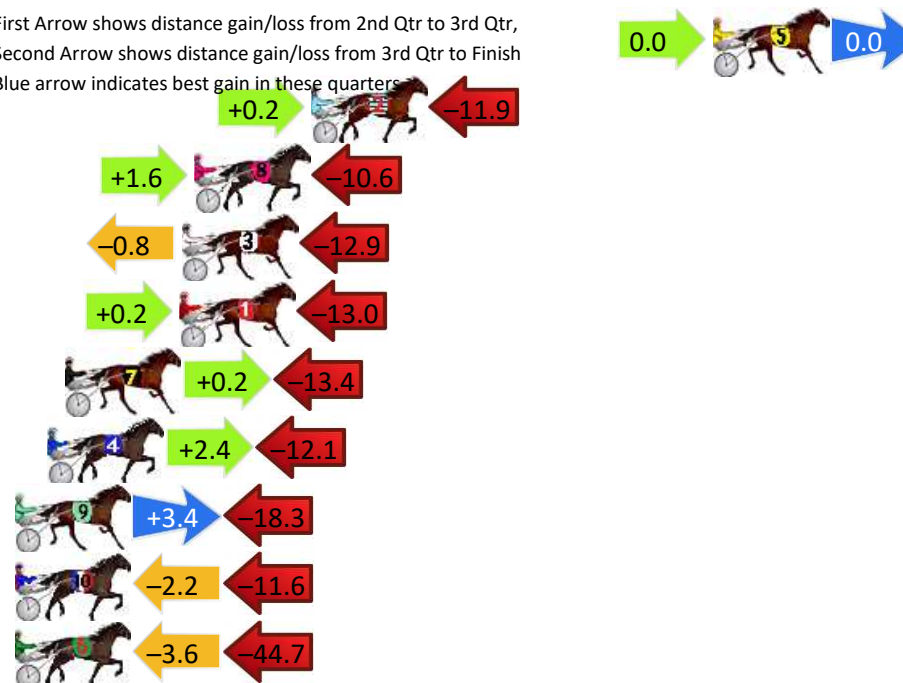 First Arrow shows distance gain/loss from 2nd Qtr to 3rd Qtr,
Second Arrow shows distance gain/loss from 3rd Qtr to Finish
Blue arrow indicates best gain in these quarters
0.0 5 0.0
+0.2 2 –11.9
+1.6 8 –10.6
–0.8 3 –12.9
+0.2 1 –13.0
7 +0.2 –13.4
4 +2.4 –12.1
9 +3.4 –18.3
10 –2.2 –11.6
6 –3.6 –44.7